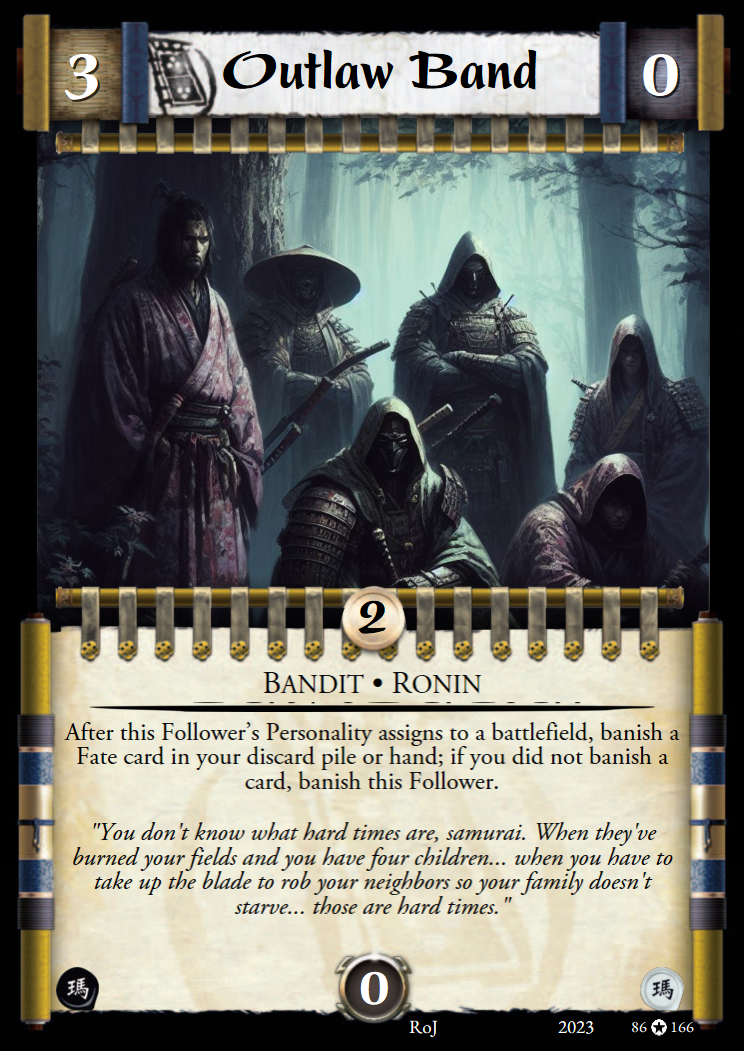 3 Outlaw Band 0
2
BANDIT • RONIN
After this Follower's Personality assigns to a battlefield, banish a
Fate card in your discard pile or hand; if you did not banish a
card, banish this Follower.
"You don't know what hard times are, samurai. When they've
burned your fields and you have four children... when you have to
take up the blade to rob your neighbors so your family doesn't
starve... those are hard times."
瑪 0 瑪
RoJ 2023 86 ✪ 166